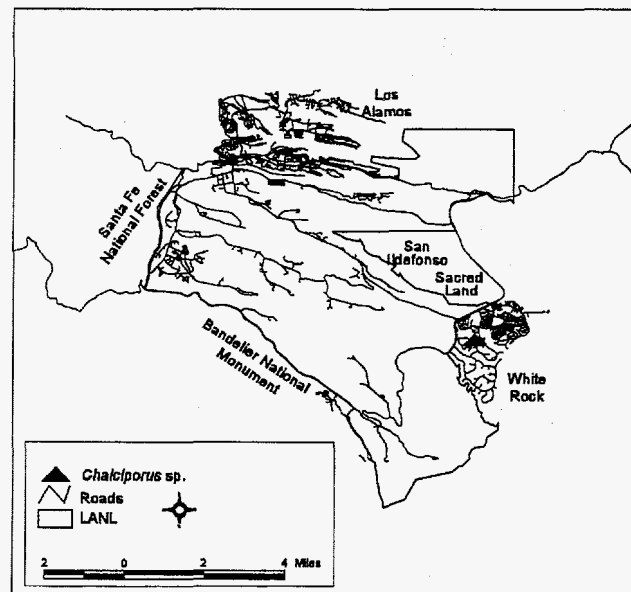 Los
Alamos
Santa Fe
National Forest
San
Ildefonso
Sacred
Land
Bandelier National
Monument
White
Rock
Chalciporus sp.
Roads
LANL
2 0 2 4 Miles